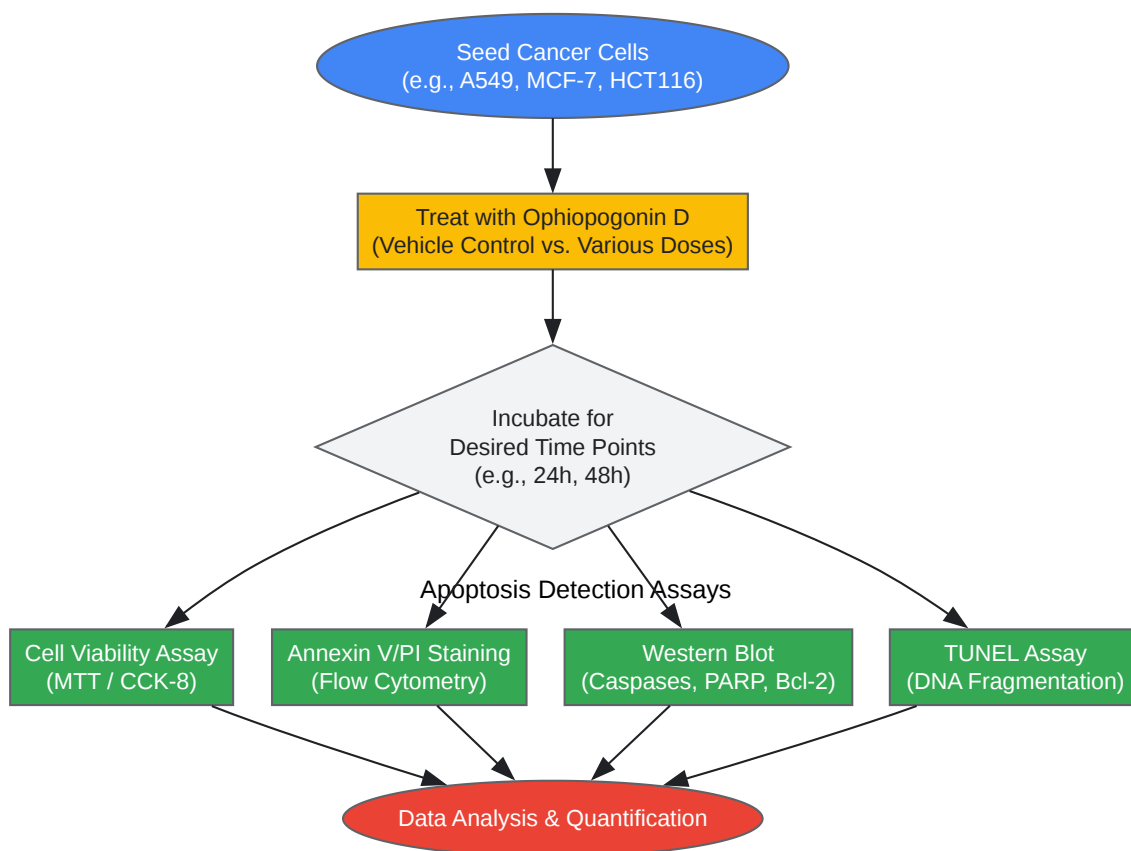 Seed Cancer Cells
(e.g., A549, MCF-7, HCT116)
Treat with Ophiopogonin D
(Vehicle Control vs. Various Doses)
Incubate for
Desired Time Points
(e.g., 24h, 48h)
Apoptosis Detection Assays
Cell Viability Assay
(MTT / CCK-8)
Annexin V/PI Staining
(Flow Cytometry)
Western Blot
(Caspases, PARP, Bcl-2)
TUNEL Assay
(DNA Fragmentation)
Data Analysis & Quantification